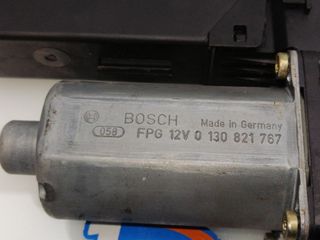 BOSCH Made in Germany
058 FPG 12V 0 130 821 767